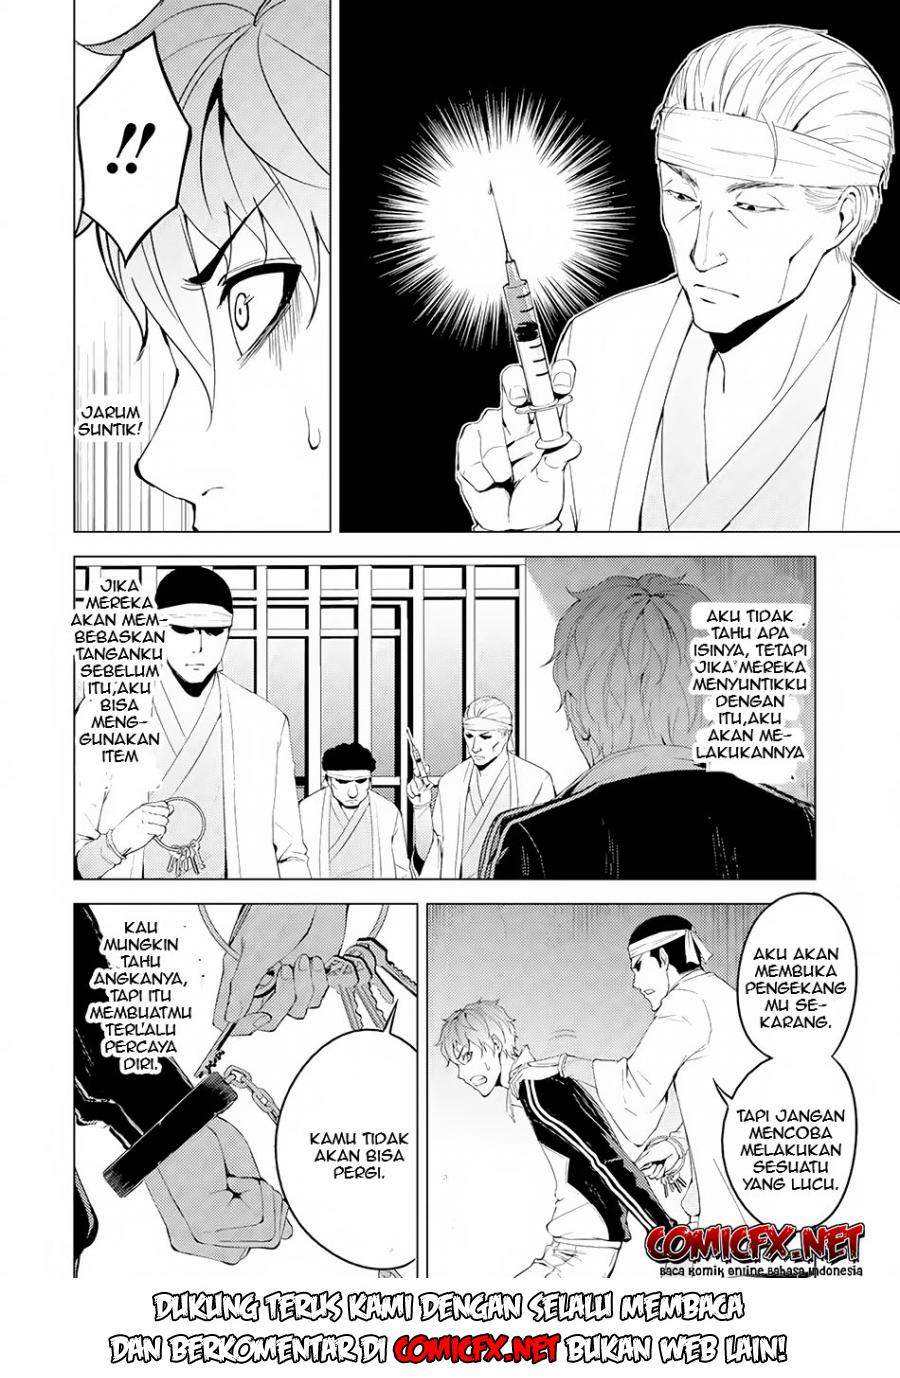 !!
JARUM
SUNTIK!
AKU TIDAK
TAHU APA
ISINYA, TETAPI
JIKA MEREKA
MENYUNTIKKU
DENGAN
ITU,AKU
AKAN ME-
LAKUKANNYA
JIKA
MEREKA
AKAN MEM-
BEBASKAN
TANGANKU
SEBELUM
ITU,AKU
BISA
MENG-
GUNAKAN
ITEM
AKU AKAN
MEMBUKA
PENGEKANG
MU SE-
KARANG.
TAPI JANGAN
MENCOBA
MELAKUKAN
SESUATU
YANG LUCU.
KAU
MUNGKIN
TAHU
ANGKANYA,
TAPI ITU
MEMBUATMU
TERLALU
PERCAYA
DIRI.
KAMU TIDAK
AKAN BISA
PERGI.
COMICFX.NET
Baca Komik online Bahasa Indonesia
DUKUNG TERUS KAMI DENGAN SELALU MEMBACA
DAN BERKOMENTAR DI COMICFX.NET BUKAN WEB LAIN!